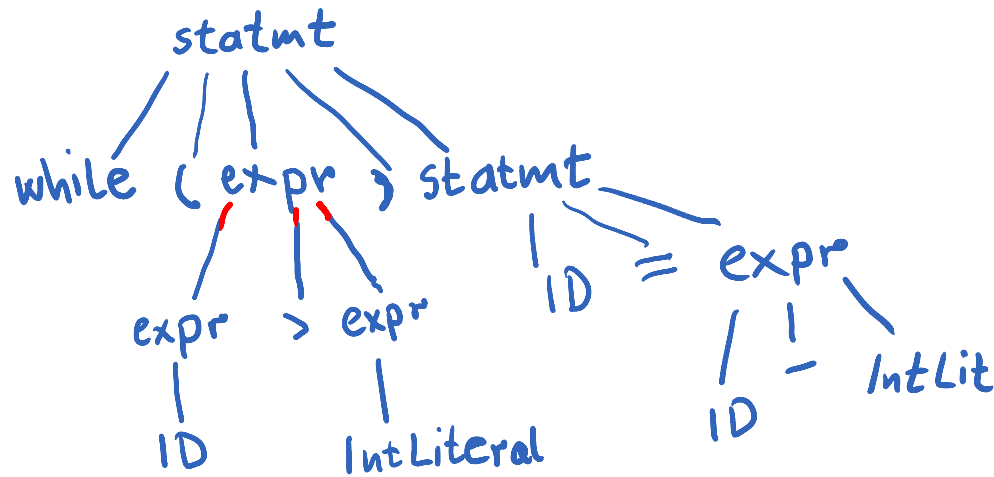 statmt
while ( expr ) statmt
ID = expr
expr > expr
ID - IntLit
ID IntLiteral